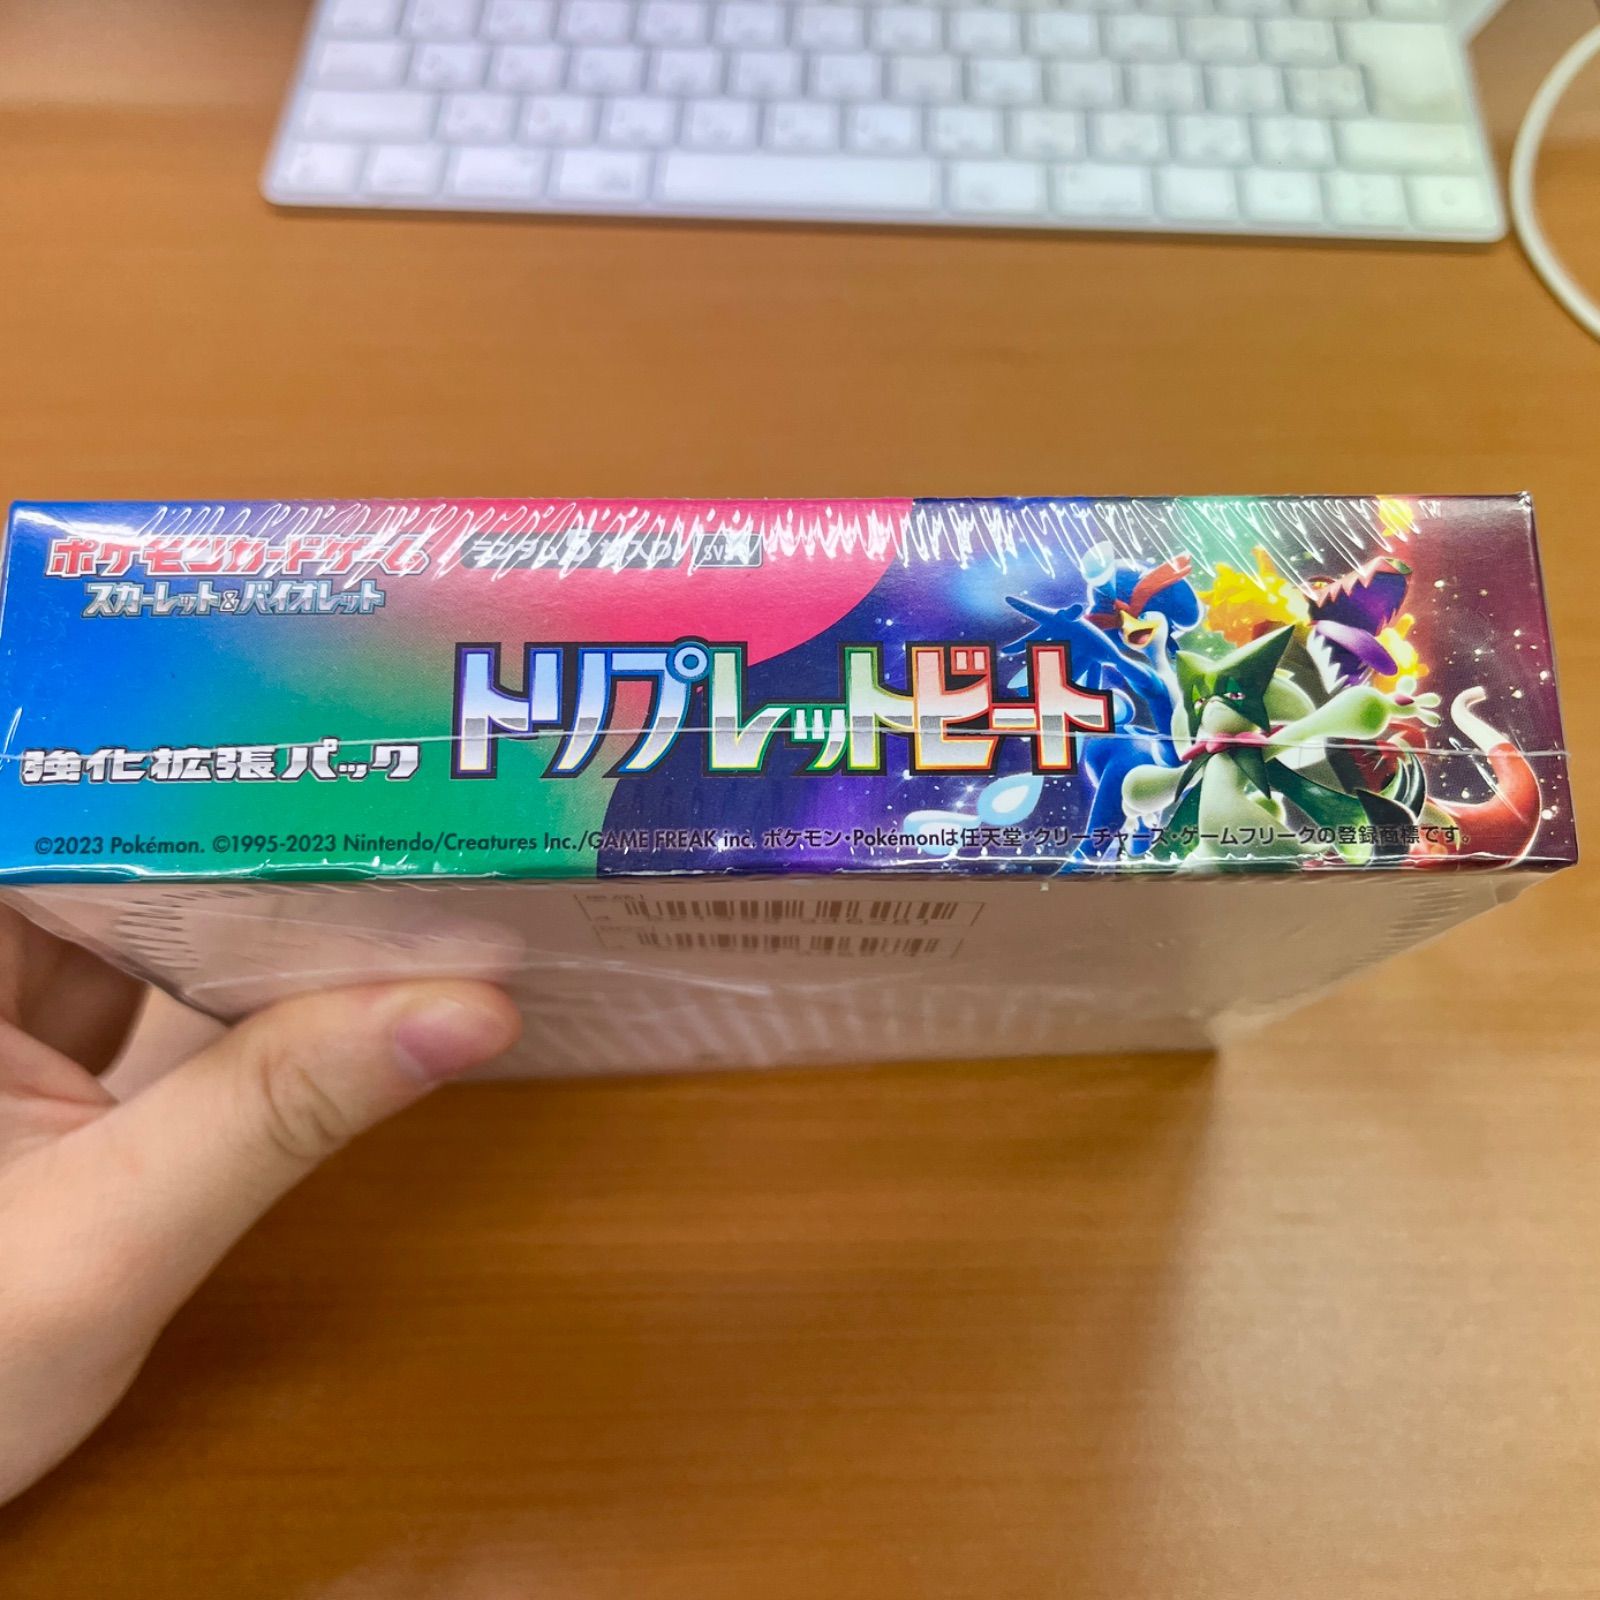 ポケモンカードゲーム
スカーレット&バイオレット
強化拡張パック
トリプレットビート
©2023 Pokémon. ©1995-2023 Nintendo/Creatures Inc./GAME FREAK inc. ポケモン・Pokémonは任天堂・クリーチャーズ・ゲームフリークの登録商標です。